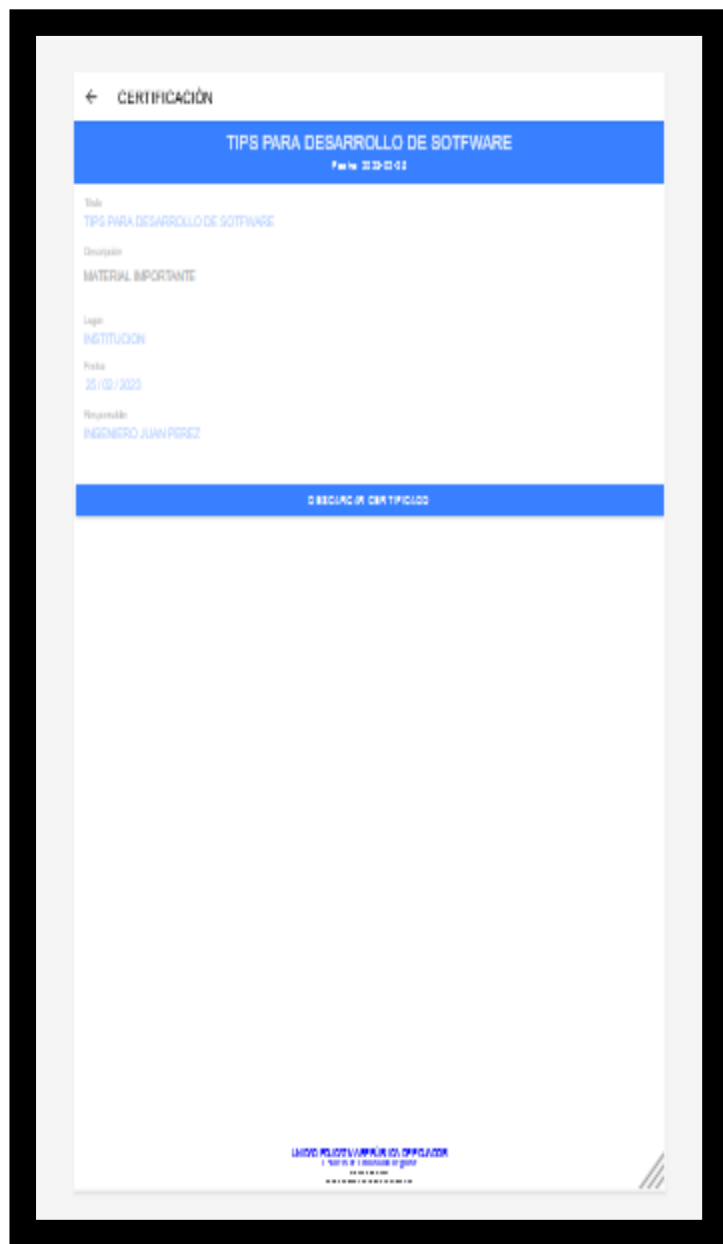 ← CERTIFICACIÓN
TIPS PARA DESARROLLO DE SOTFWARE
Fecha
Titulo
TIPS PARA DESARROLLO DE SOTFWARE
Descripción
MATERIAL IMPORTANTE
Lugar
INSTITUCION
Fecha
25 / 02 / 2023
Responsable
INGENIERO JUAN PEREZ
DESCARGAR CERTIFICADO